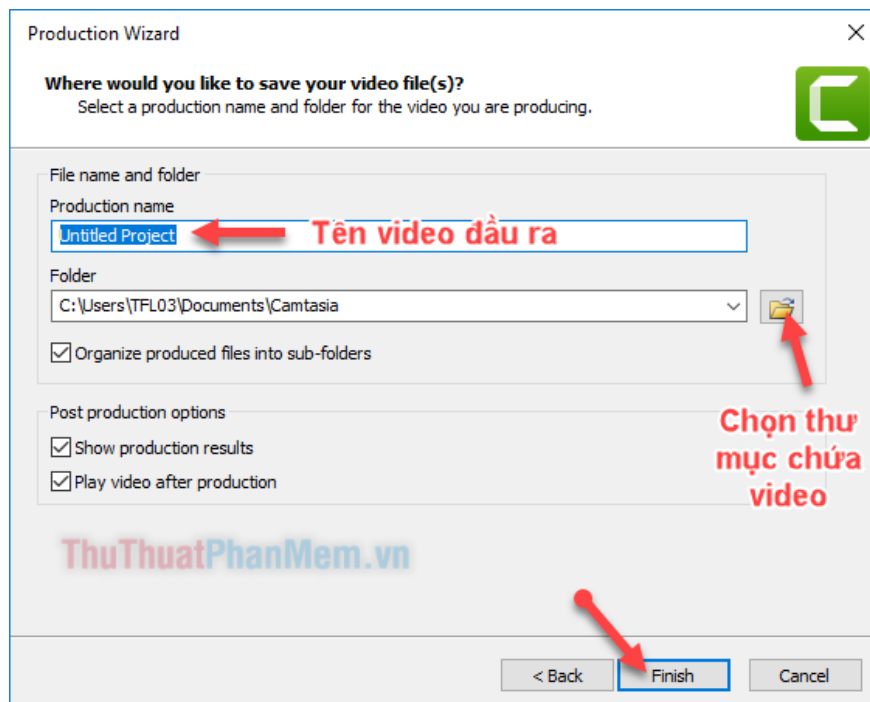 Production Wizard
Where would you like to save your video file(s)?
Select a production name and folder for the video you are producing.
File name and folder
Production name
Untitled Project
Tên video đầu ra
Folder
C:\Users\TFL03\Documents\Camtasia
Organize produced files into sub-folders
Chọn thư
mục chứa
video
Post production options
Show production results
Play video after production
ThuThuatPhanMem.vn
< Back
Finish
Cancel